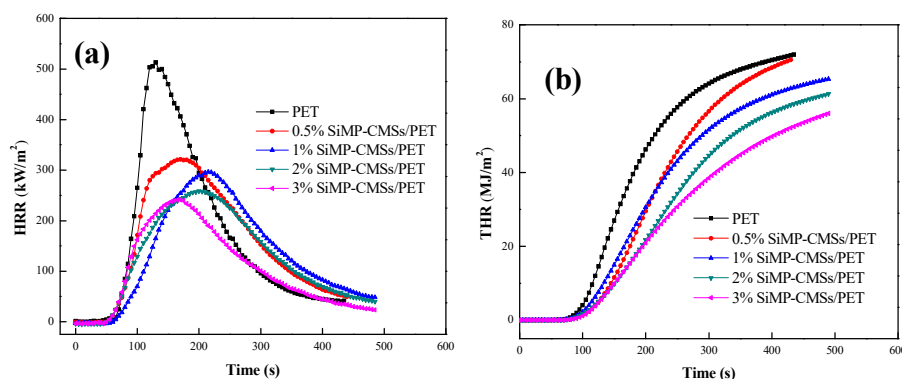 (a)
HRR (kW/m²)
500
400
300
200
100
0
0 100 200 300 400 500 600
Time (s)
PET
0.5% SiMP-CMSs/PET
1% SiMP-CMSs/PET
2% SiMP-CMSs/PET
3% SiMP-CMSs/PET
(b)
THR (MJ/m²)
80
60
40
20
0
0 100 200 300 400 500 600
Time (s)
PET
0.5% SiMP-CMSs/PET
1% SiMP-CMSs/PET
2% SiMP-CMSs/PET
3% SiMP-CMSs/PET